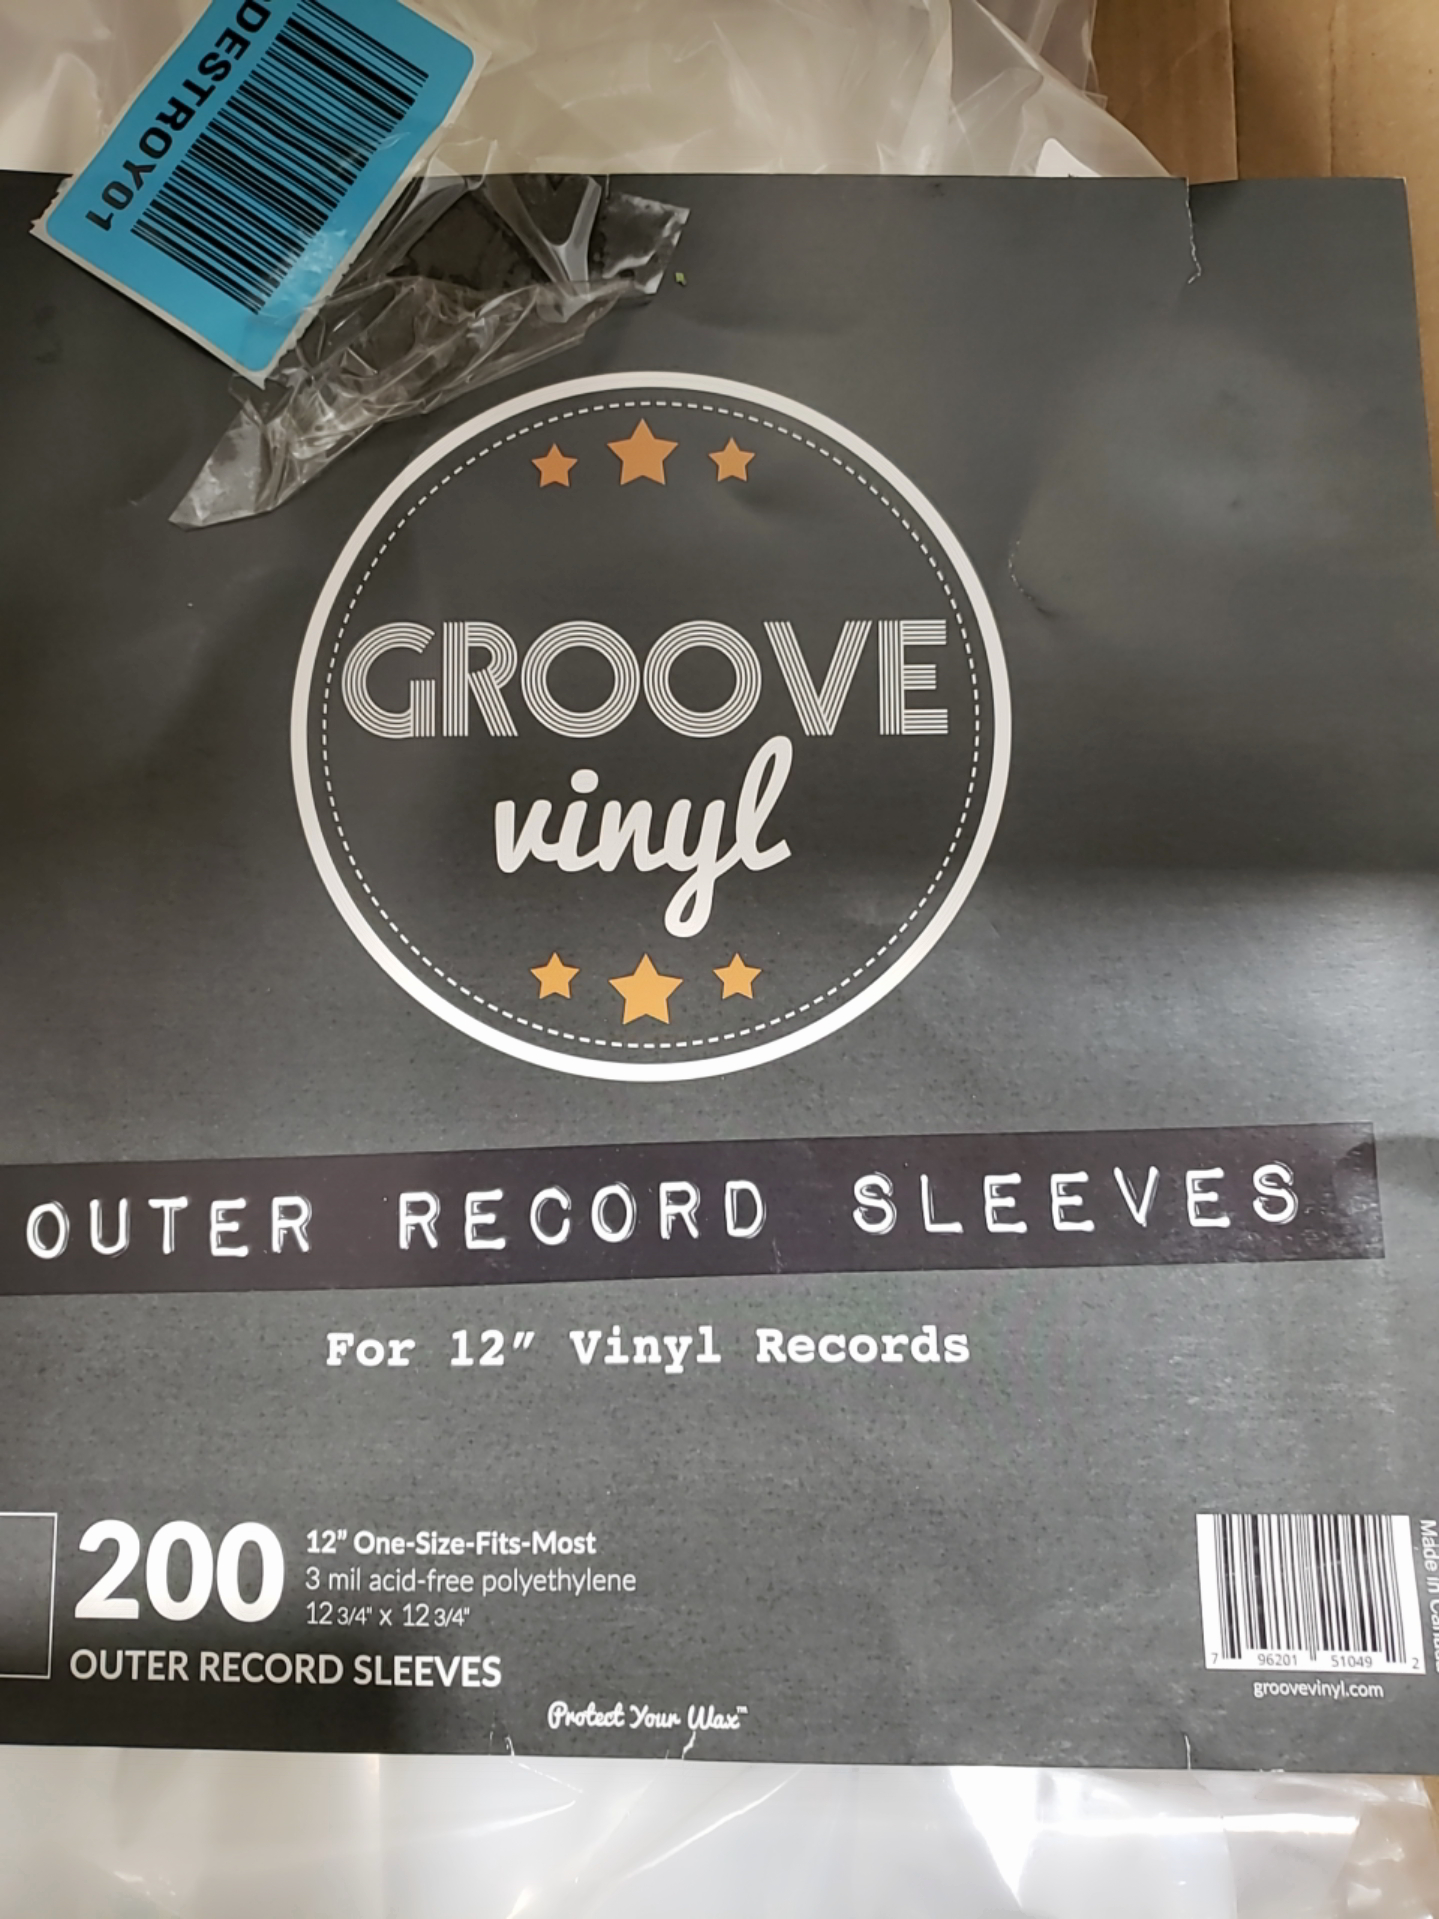 DESTROY01
GROOVE
vinyl
OUTER RECORD SLEEVES
For 12″ Vinyl Records
200
12” One-Size-Fits-Most
3 mil acid-free polyethylene
12 3/4" x 12 3/4"
OUTER RECORD SLEEVES
Protect Your Wax™
Made in
7 96201 51049 2
groovevinyl.com